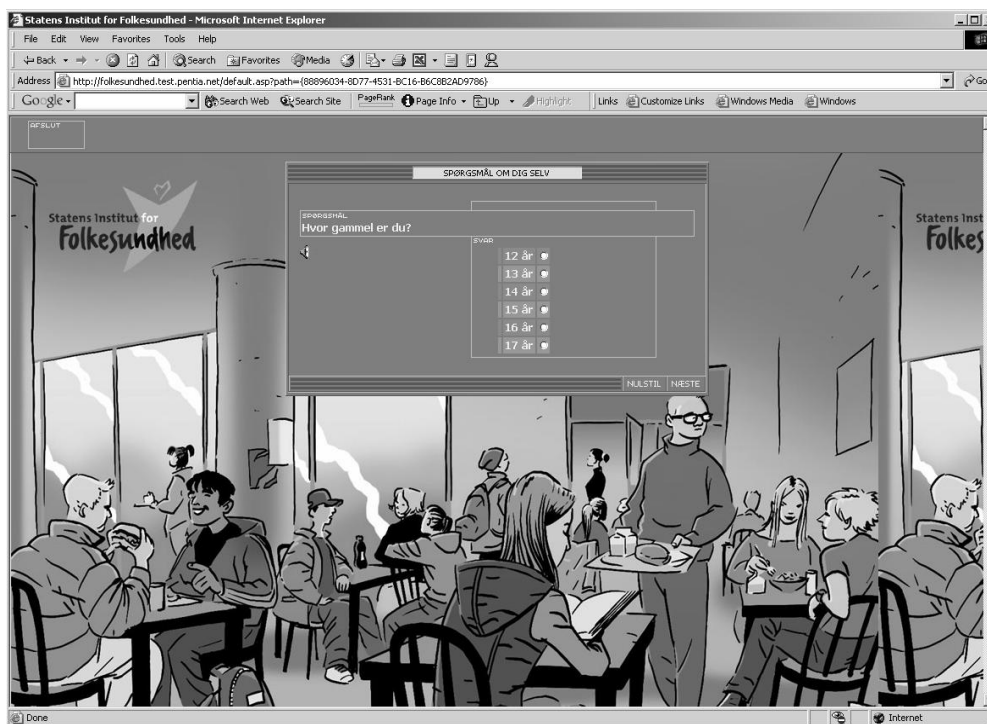 Statens Institut for Folkesundhed - Microsoft Internet Explorer
File Edit View Favorites Tools Help
Back Search Favorites Media
Address http://folkesundhed.test.pentia.net/default.asp?path={88896034-8D77-4531-BC16-B6C8B2AD9786} Go
Google Search Web Search Site PageRank Page Info Up Highlight Links Customize Links Windows Media Windows
AFSLUT
SPØRGSMÅL OM DIG SELV
SPØRGSMÅL
Hvor gammel er du?
SVAR
12 år
13 år
14 år
15 år
16 år
17 år
NULSTIL NÆSTE
Statens Institut for
Folkesundhed
Statens Inst
Folkes
Done Internet